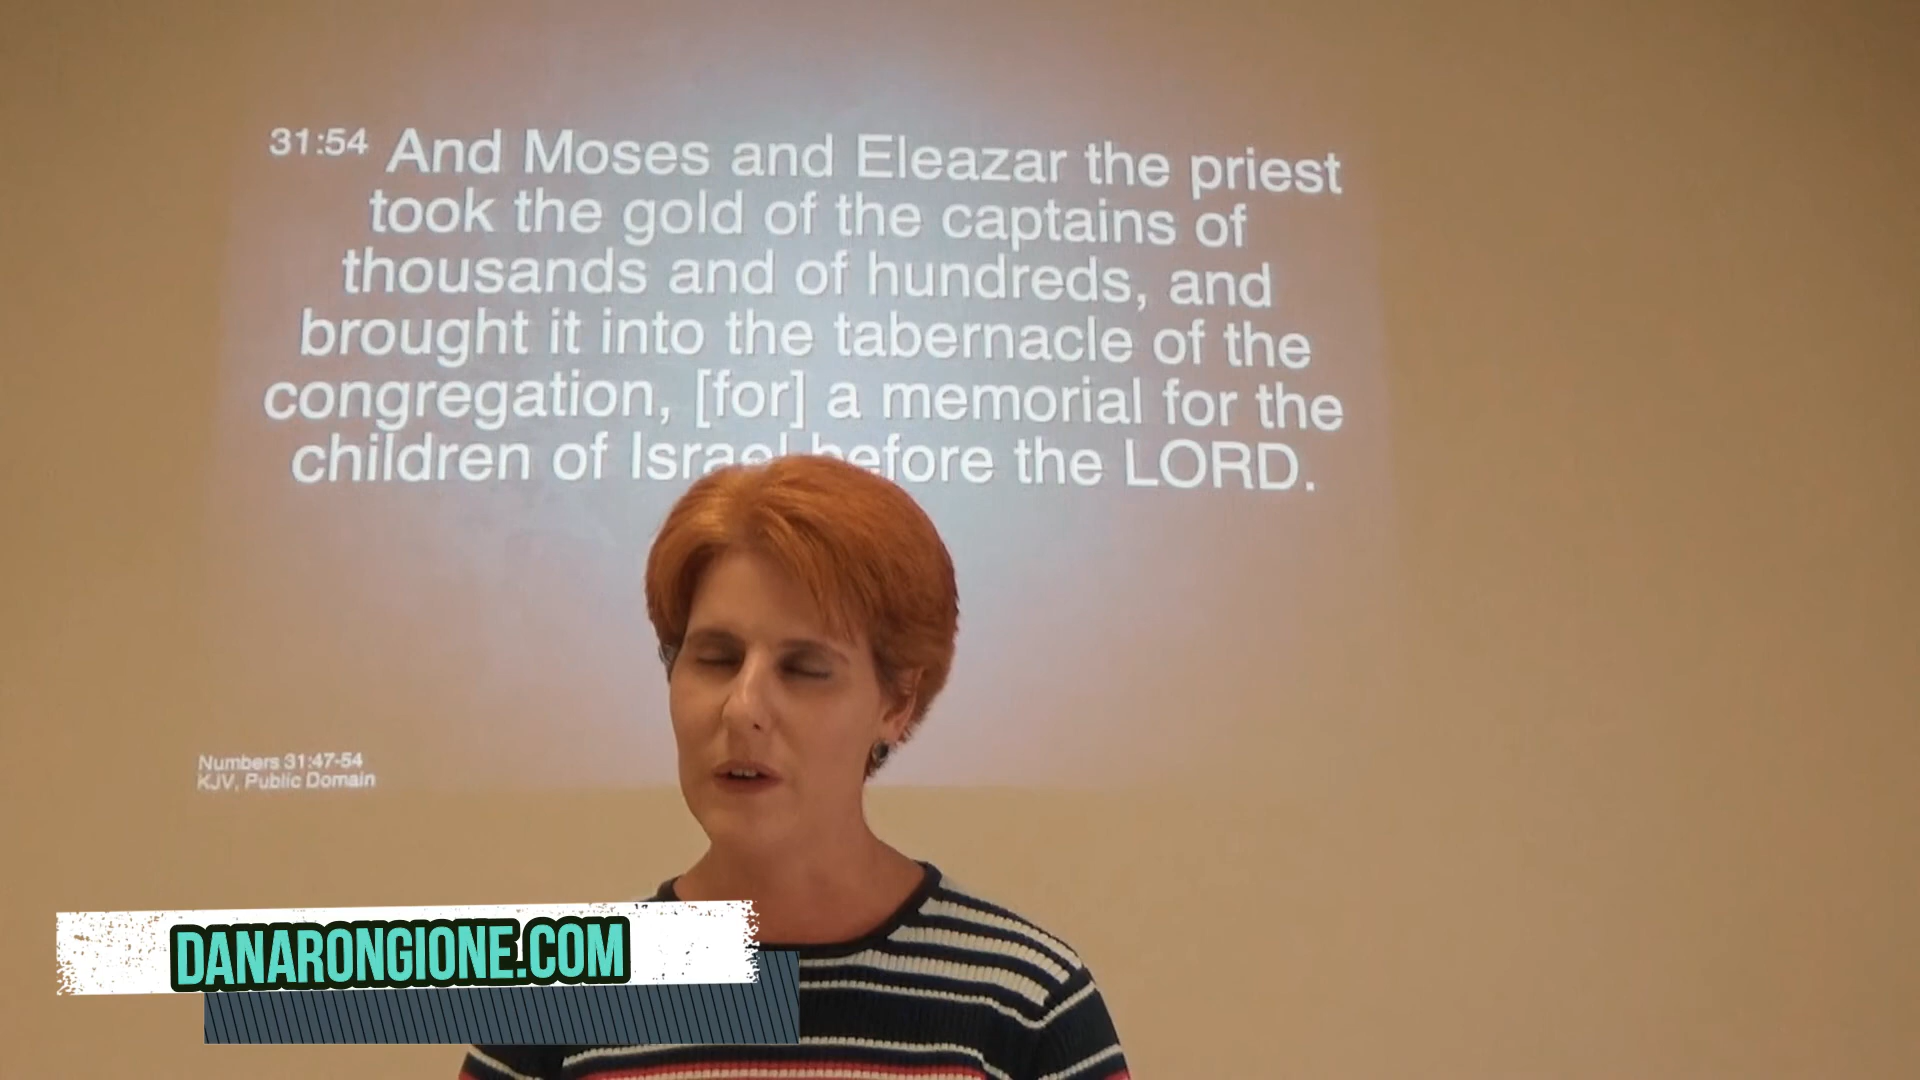 31:54 And Moses and Eleazar the priest
took the gold of the captains of
thousands and of hundreds, and
brought it into the tabernacle of the
congregation, [for] a memorial for the
children of Israel before the LORD.
Numbers 31:47-54
KJV, Public Domain
DANARONGIONE.COM